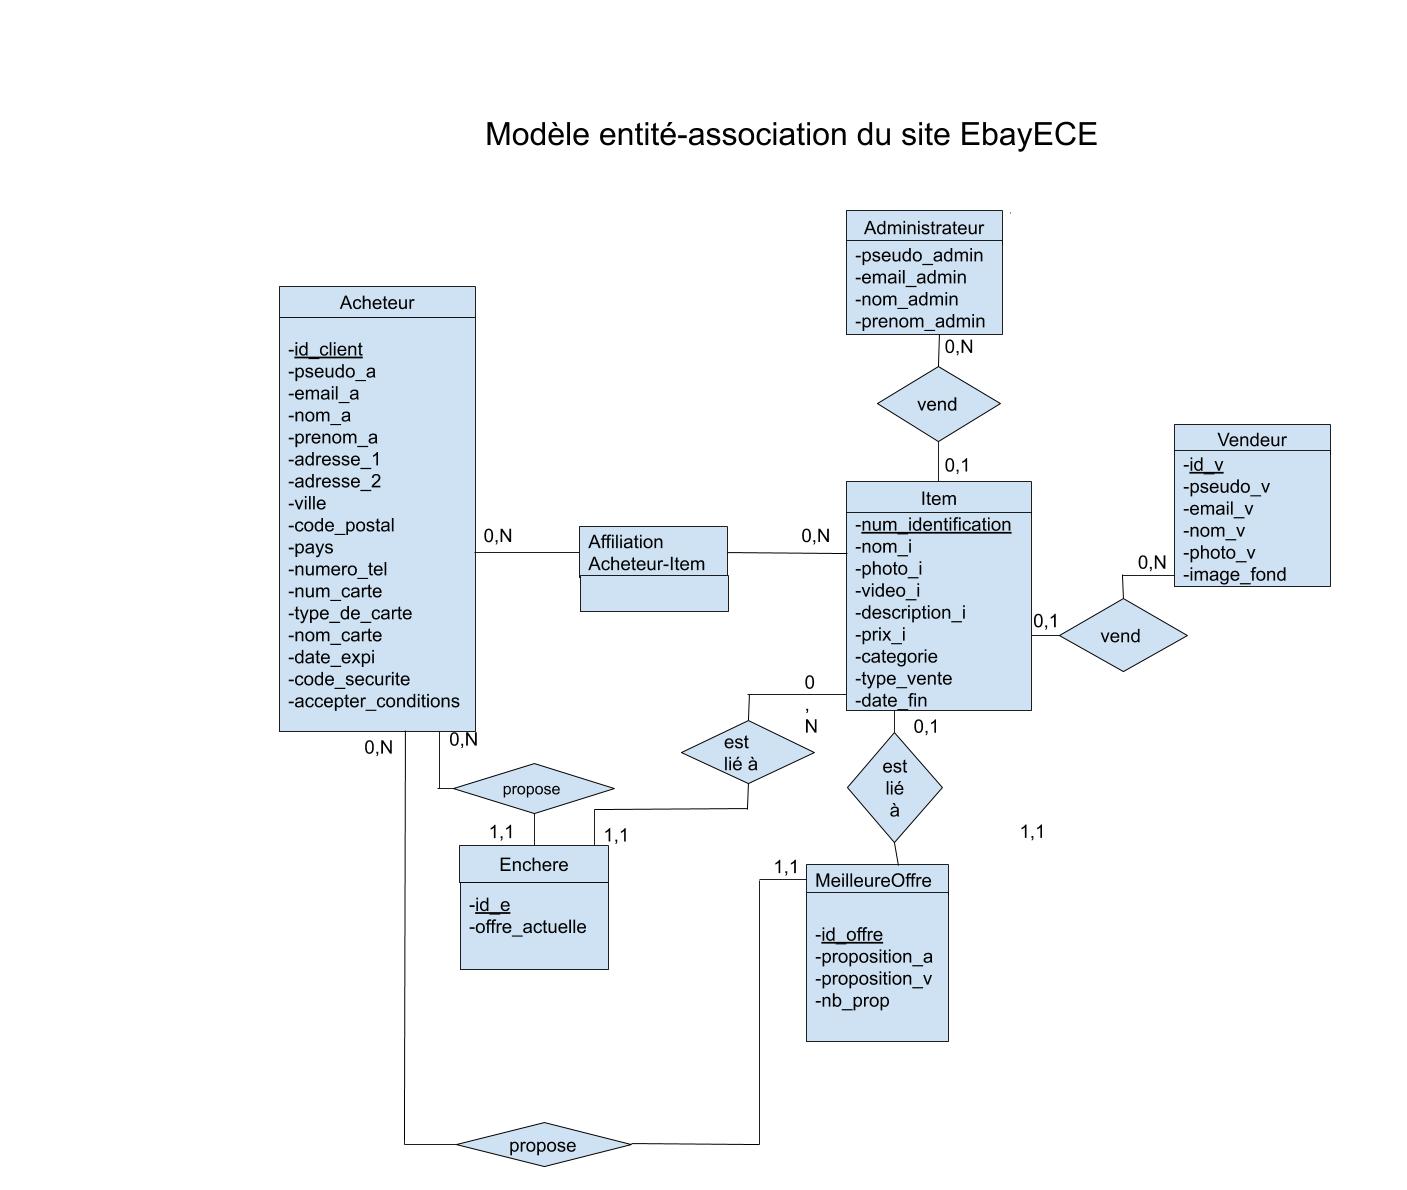 Modèle entité-association du site EbayECE
Administrateur
-pseudo_admin
-email_admin
-nom_admin
-prenom_admin
0,N
vend
0,1
Acheteur
-id_client
-pseudo_a
-email_a
-nom_a
-prenom_a
-adresse_1
-adresse_2
-ville
-code_postal
-pays
-numero_tel
-num_carte
-type_de_carte
-nom_carte
-date_expi
-code_securite
-accepter_conditions
0,N
Affiliation
Acheteur-Item
0,N
Item
-num_identification
-nom_i
-photo_i
-video_i
-description_i
-prix_i
-categorie
-type_vente
-date_fin
Vendeur
-id_v
-pseudo_v
-email_v
-nom_v
-photo_v
-image_fond
0,N
0,1
vend
0
,
N
est
lié à
0,1
est
lié
à
0,N
0,N
propose
1,1
1,1
1,1
Enchere
-id_e
-offre_actuelle
1,1
MeilleureOffre
-id_offre
-proposition_a
-proposition_v
-nb_prop
propose